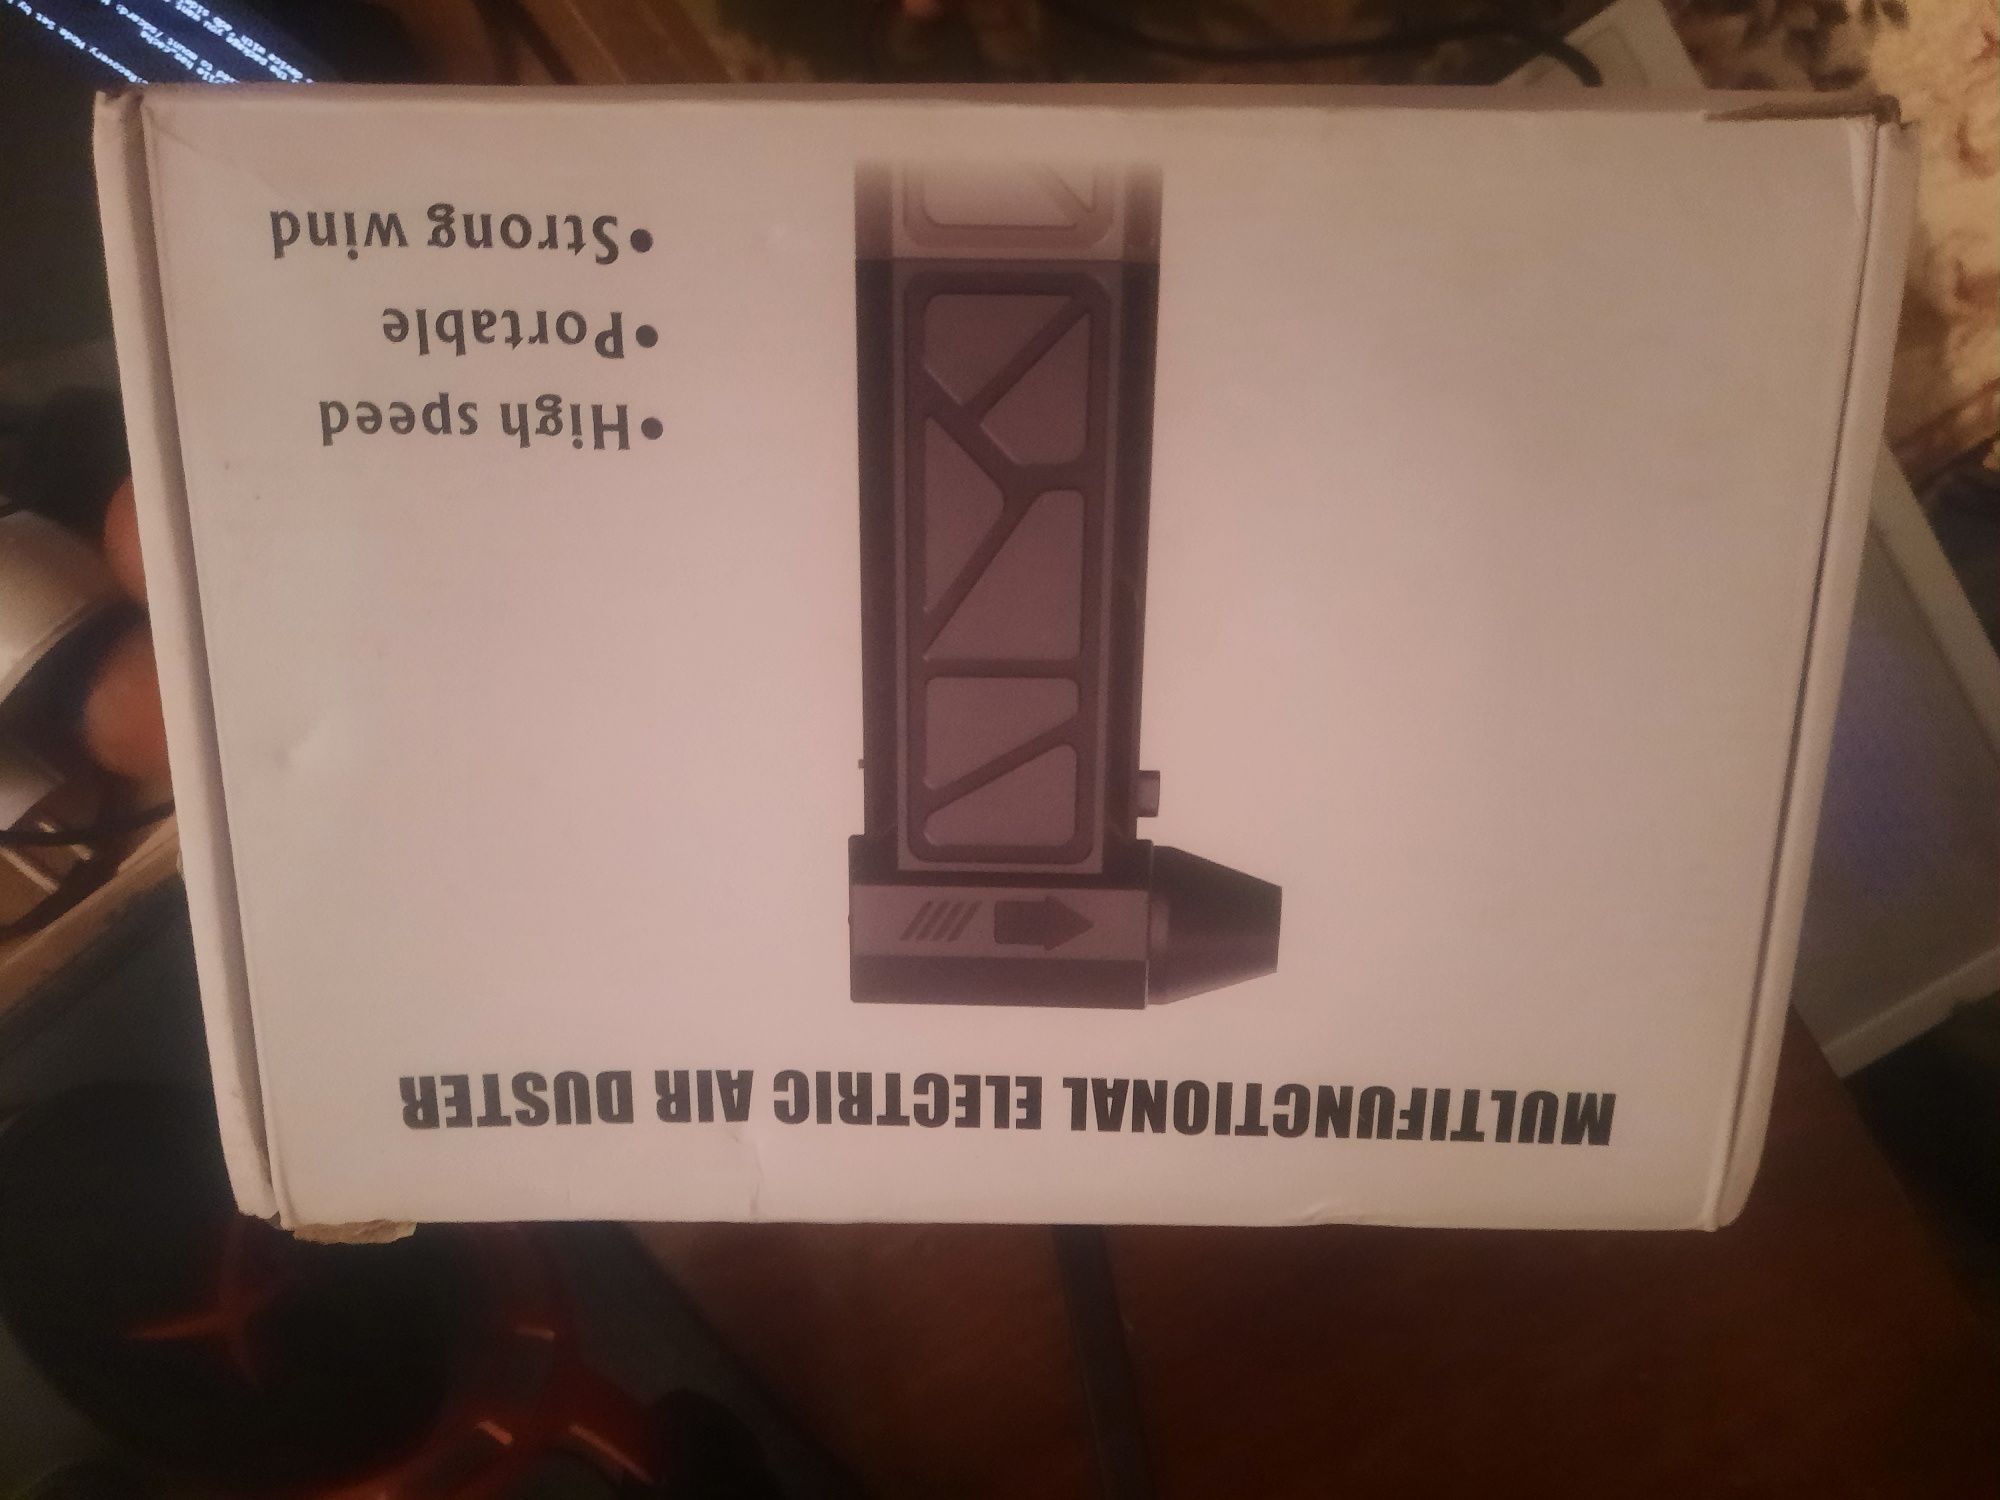 MULTIFUNCTIONAL ELECTRIC AIR DUSTER
•High speed
•Portable
•Strong wind